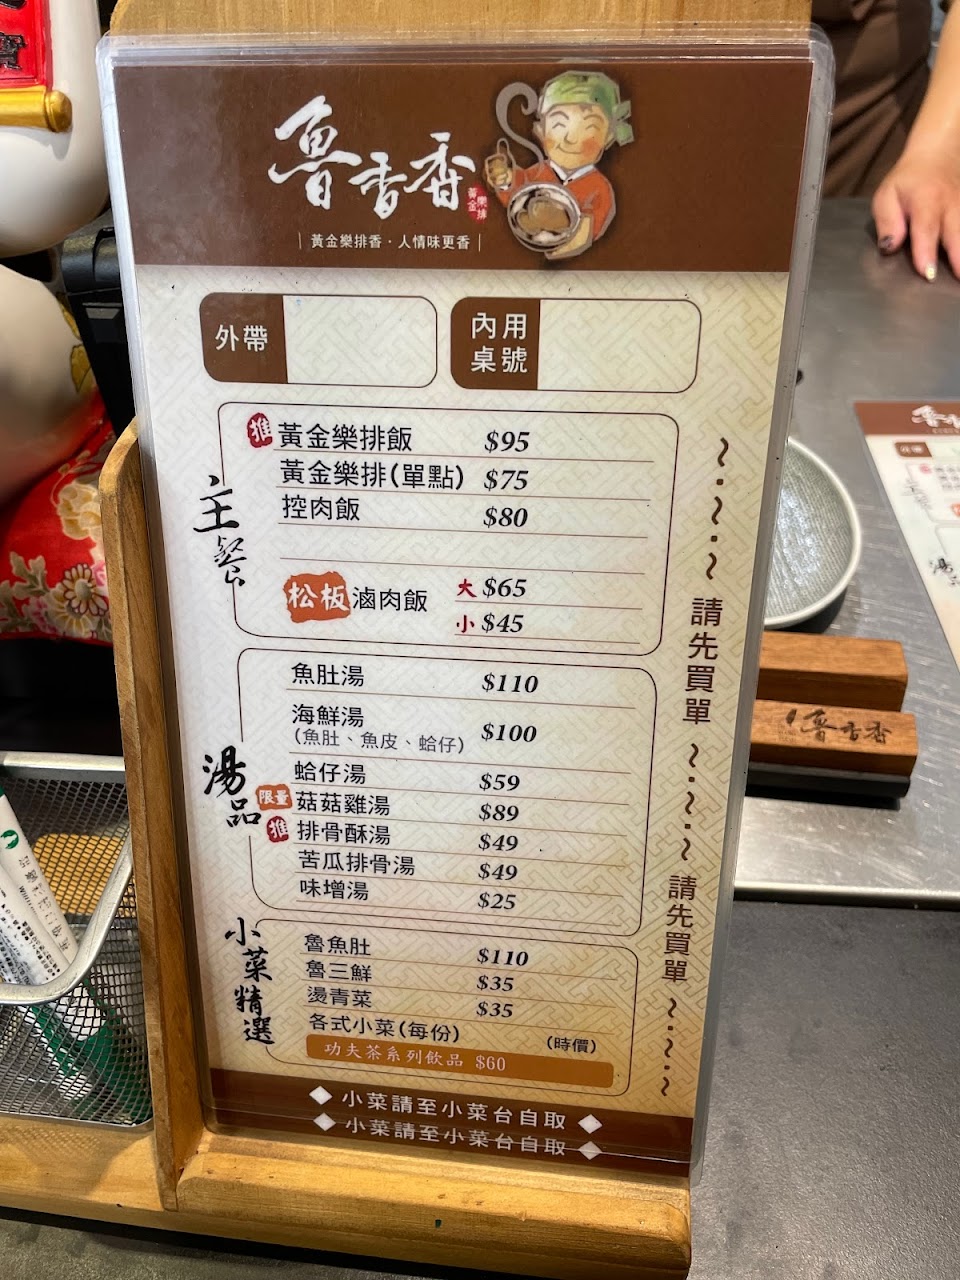 魯香香
黃金樂排
黃金樂排香·人情味更香
外帶
內用桌號
主餐
推 黃金樂排飯 $95
黃金樂排(單點) $75
控肉飯 $80
松板滷肉飯 大 $65
小 $45
湯品
魚肚湯 $110
海鮮湯 $100
(魚肚、魚皮、蛤仔)
蛤仔湯 $59
限量 菇菇雞湯 $89
推 排骨酥湯 $49
苦瓜排骨湯 $49
味增湯 $25
小菜精選
魯魚肚 $110
魯三鮮 $35
燙青菜 $35
各式小菜(每份) (時價)
功夫茶系列飲品 $60
請先買單
請先買單
小菜請至小菜台自取
小菜請至小菜台自取
魯香香